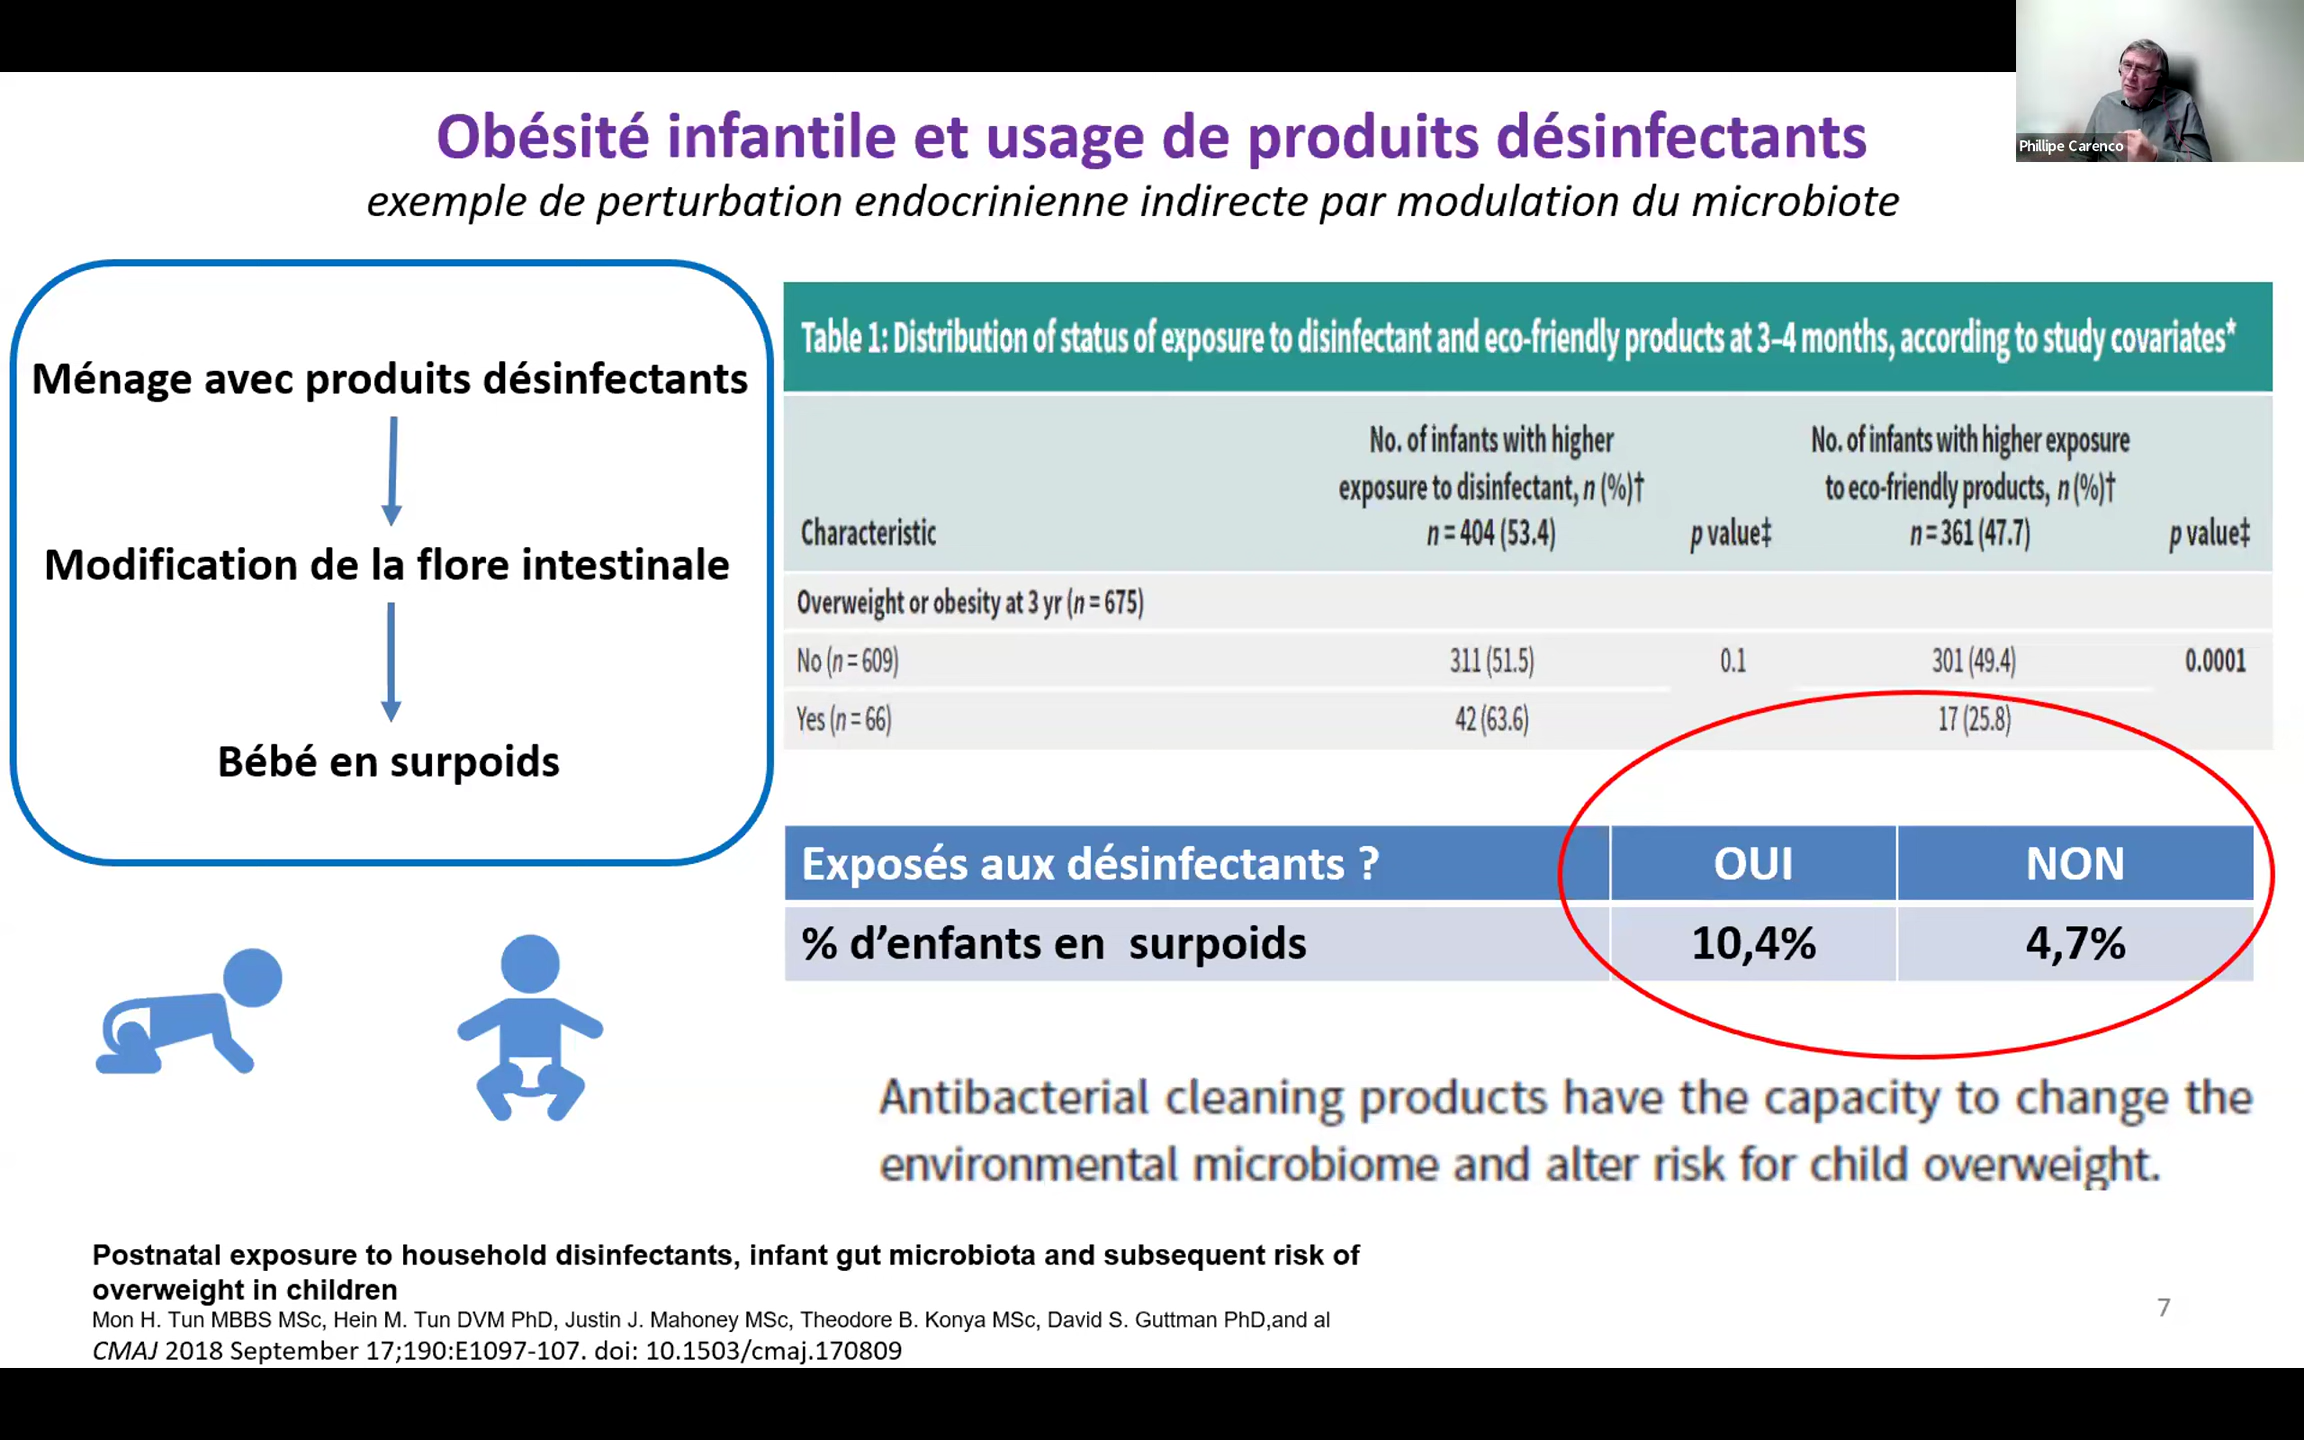 Phillipe Carenco
Obésité infantile et usage de produits désinfectants
exemple de perturbation endocrinienne indirecte par modulation du microbiote
Ménage avec produits désinfectants
Modification de la flore intestinale
Bébé en surpoids
Table 1: Distribution of status of exposure to disinfectant and eco-friendly products at 3–4 months, according to study covariates*
Characteristic
No. of infants with higher
exposure to disinfectant, n (%)†
n = 404 (53.4)
p value‡
No. of infants with higher exposure
to eco-friendly products, n (%)†
n = 361 (47.7)
p value‡
Overweight or obesity at 3 yr (n = 675)
No (n = 609) 311 (51.5) 0.1 301 (49.4) 0.0001
Yes (n = 66) 42 (63.6) 17 (25.8)
Exposés aux désinfectants ? OUI NON
% d’enfants en surpoids 10,4% 4,7%
Antibacterial cleaning products have the capacity to change the
environmental microbiome and alter risk for child overweight.
Postnatal exposure to household disinfectants, infant gut microbiota and subsequent risk of
overweight in children
Mon H. Tun MBBS MSc, Hein M. Tun DVM PhD, Justin J. Mahoney MSc, Theodore B. Konya MSc, David S. Guttman PhD,and al
CMAJ 2018 September 17;190:E1097-107. doi: 10.1503/cmaj.170809
7